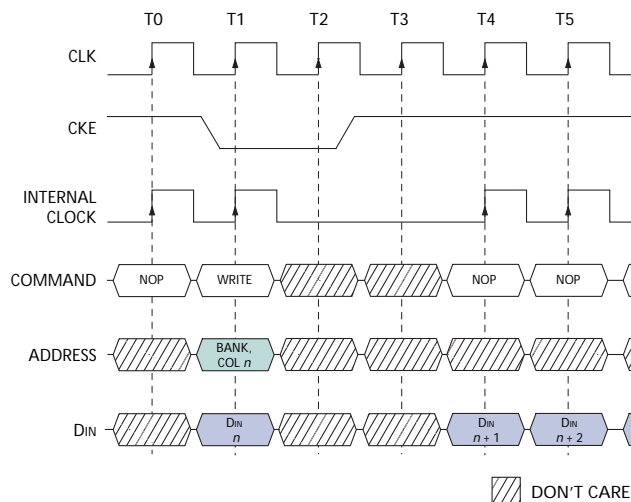 T0 T1 T2 T3 T4 T5
CLK
CKE
INTERNAL
CLOCK
COMMAND NOP WRITE NOP NOP
ADDRESS BANK,
COL n
DIN DIN
n DIN
n + 1 DIN
n + 2
DON'T CARE